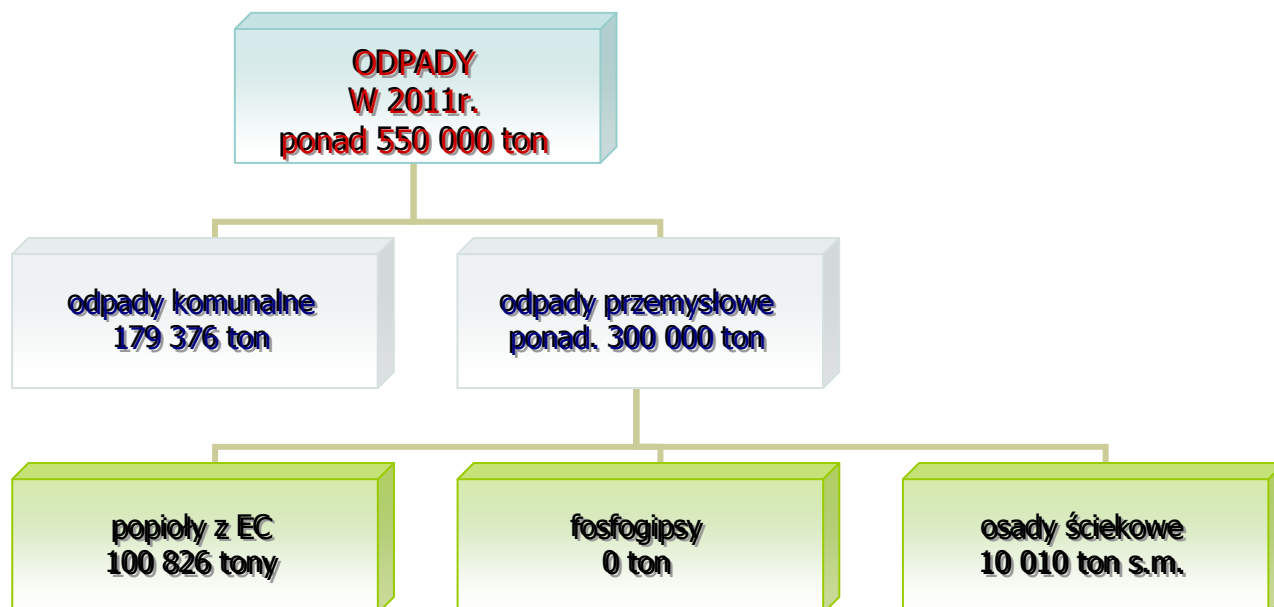 ODPADY
W 2011r.
ponad 550 000 ton
odpady komunalne
179 376 ton
odpady przemysłowe
ponad. 300 000 ton
popioły z EC
100 826 tony
fosfogipsy
0 ton
osady ściekowe
10 010 ton s.m.